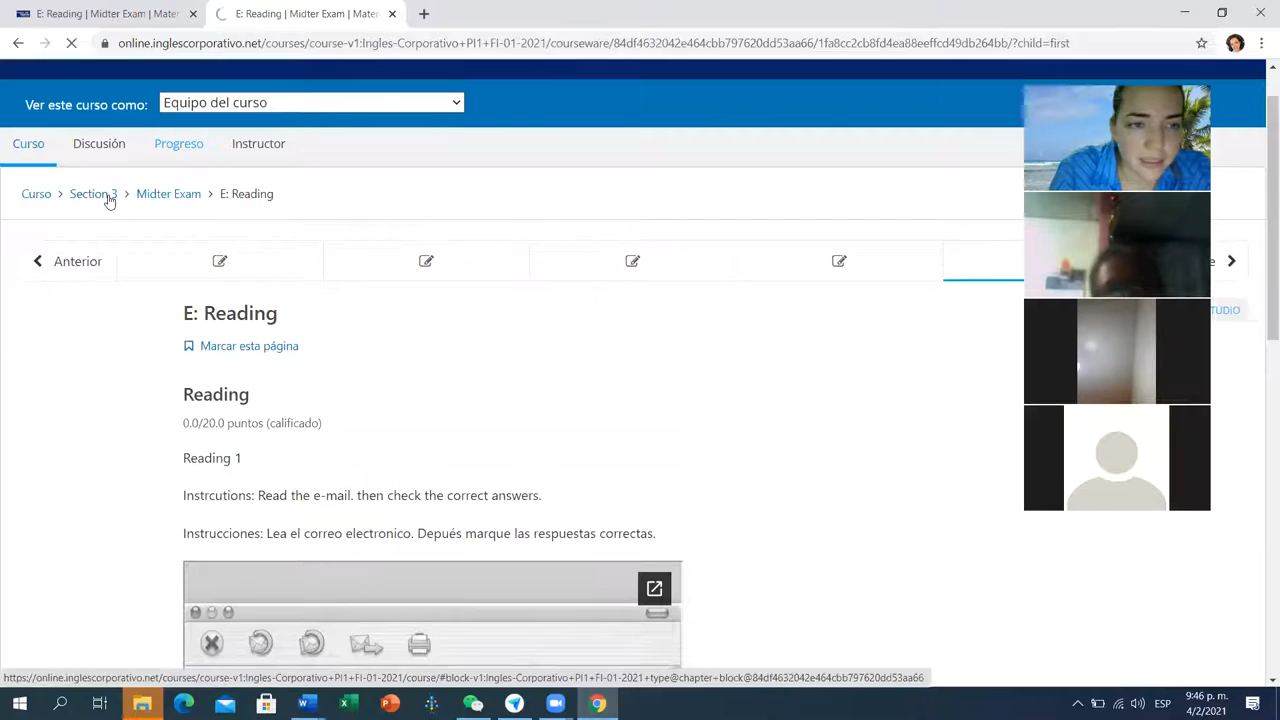 E: Reading | Midter Exam | Mater
E: Reading | Midter Exam | Mater
online.inglescorporativo.net/courses/course-v1:Ingles-Corporativo+PI1+FI-01-2021/courseware/84df4632042e464cbb797620dd53aa66/1fa8cc2cb8fd4ea88eeffcd49db264bb/?child=first
Ver este curso como: Equipo del curso
Curso Discusión Progreso Instructor
Curso > Section 3 > Midter Exam > E: Reading
Anterior e
E: Reading
TUDIO
Marcar esta página
Reading
0.0/20.0 puntos (calificado)
Reading 1
Instrcutions: Read the e-mail. then check the correct answers.
Instrucciones: Lea el correo electronico. Depués marque las respuestas correctas.
https://online.inglescorporativo.net/courses/course-v1:Ingles-Corporativo+PI1+FI-01-2021/course/#block-v1:Ingles-Corporativo+PI1+FI-01-2021+type@chapter+block@84df4632042e464cbb797620dd53aa66
ESP
9:46 p. m.
4/2/2021